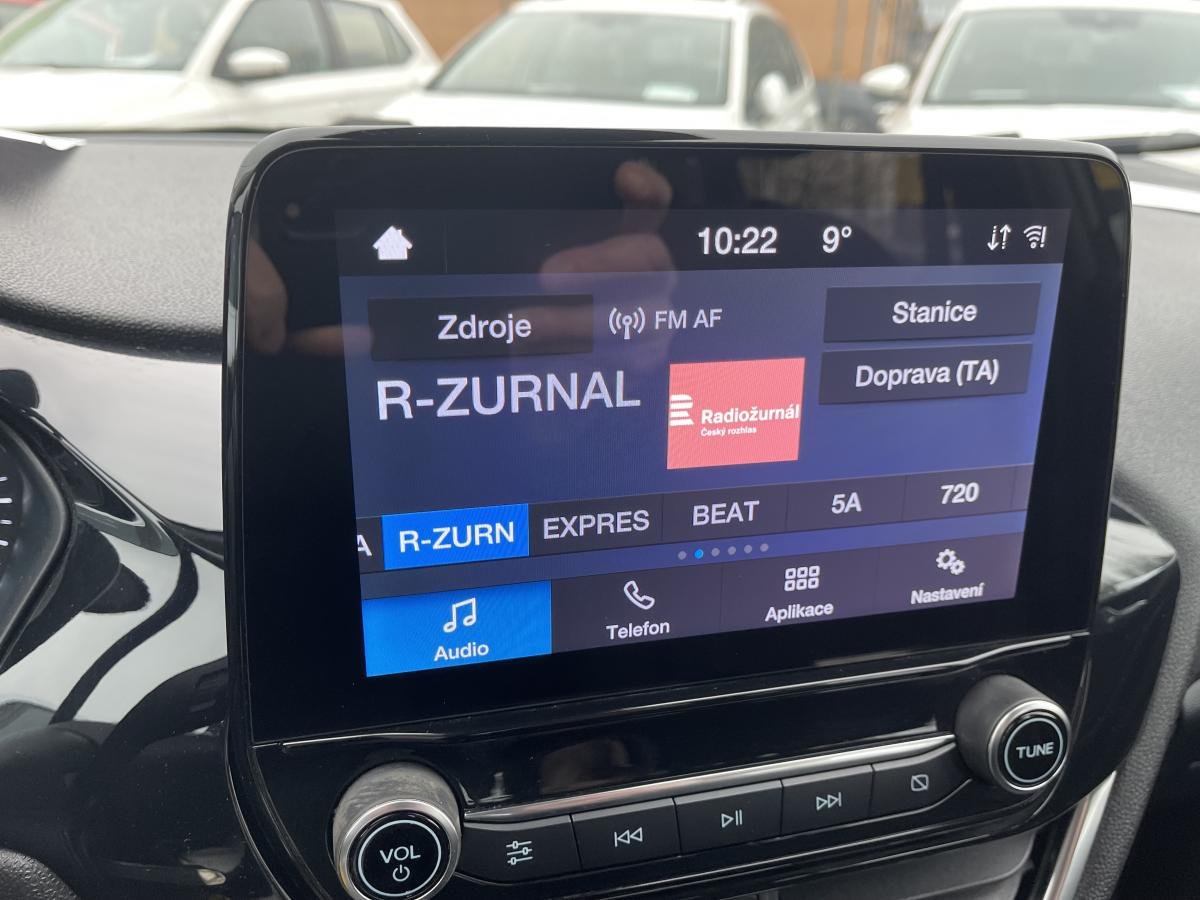 10:22 9°
Zdroje FM AF Stanice
Doprava (TA)
R-ZURNAL
Radiožurnál
Český rozhlas
A R-ZURN EXPRES BEAT 5A 720
Audio Telefon Aplikace Nastavení
TUNE
VOL